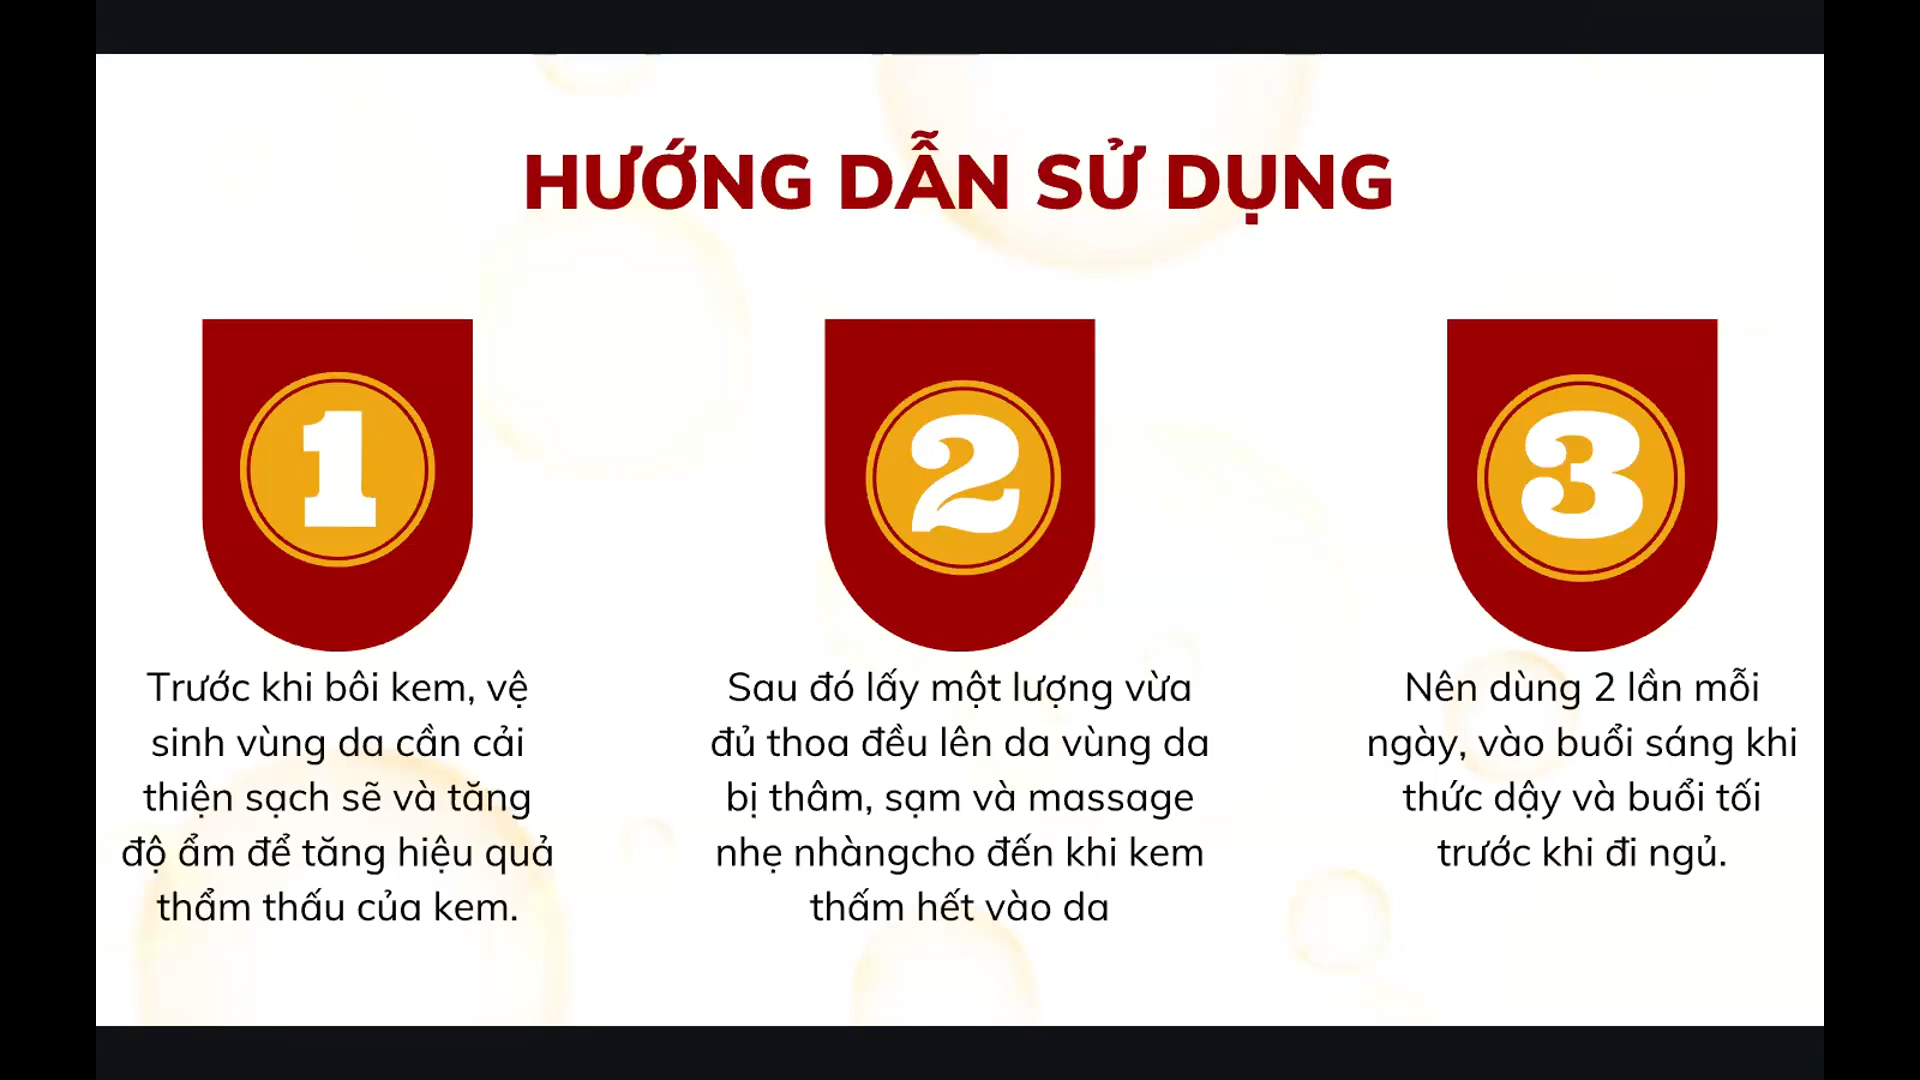 HƯỚNG DẪN SỬ DỤNG
1
Trước khi bôi kem, vệ
sinh vùng da cần cải
thiện sạch sẽ và tăng
độ ẩm để tăng hiệu quả
thẩm thấu của kem.
2
Sau đó lấy một lượng vừa
đủ thoa đều lên da vùng da
bị thâm, sạm và massage
nhẹ nhàngcho đến khi kem
thấm hết vào da
3
Nên dùng 2 lần mỗi
ngày, vào buổi sáng khi
thức dậy và buổi tối
trước khi đi ngủ.